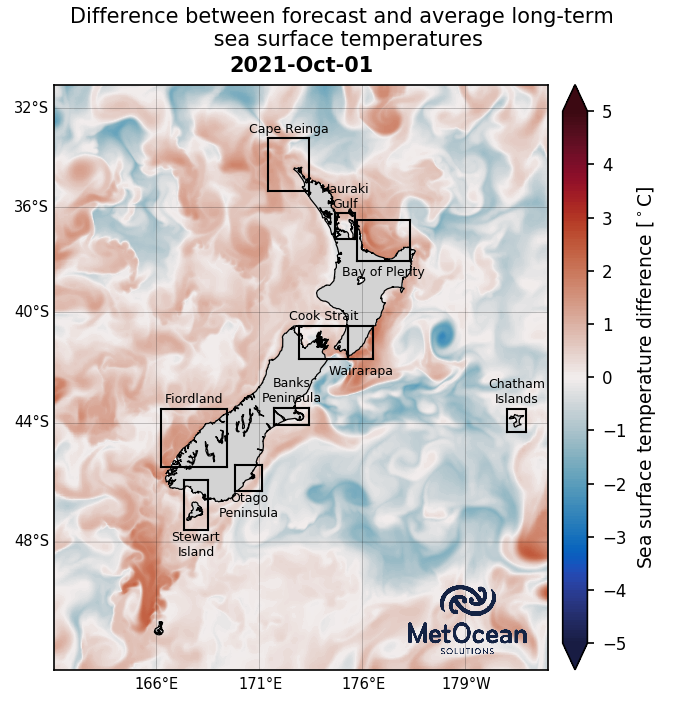 Difference between forecast and average long-term
sea surface temperatures
2021-Oct-01
32°S
36°S
40°S
44°S
48°S
Cape Reinga
Hauraki
Gulf
Bay of Plenty
Cook Strait
Wairarapa
Banks
Peninsula
Fiordland
Chatham
Islands
Otago
Peninsula
Stewart
Island
MetOcean
SOLUTIONS
166°E
171°E
176°E
179°W
5
4
3
2
1
0
−1
−2
−3
−4
−5
Sea surface temperature difference [°C]